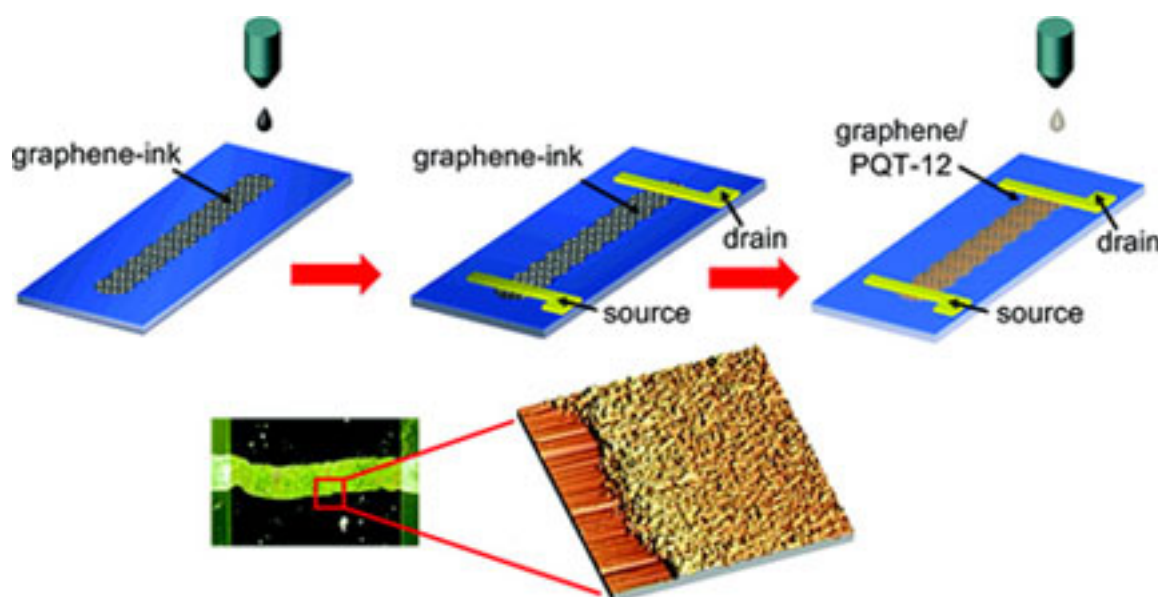 graphene-ink
graphene-ink
drain
source
graphene/
PQT-12
drain
source